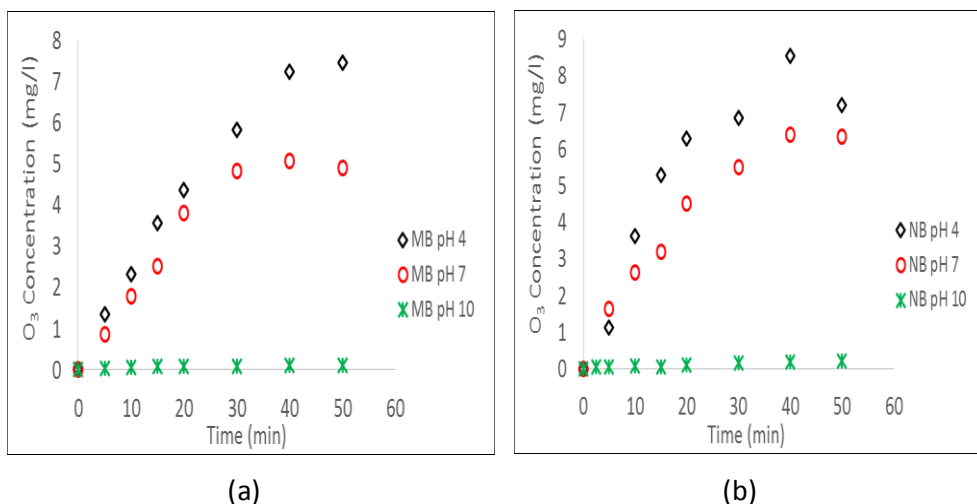 8
7
6
5
4
3
2
1
0
O₃ Concentration (mg/l)
0 10 20 30 40 50 60
Time (min)
MB pH 4
MB pH 7
MB pH 10
(a)
9
8
7
6
5
4
3
2
1
0
O₃ Concentration (mg/l)
0 10 20 30 40 50 60
Time (min)
NB pH 4
NB pH 7
NB pH 10
(b)